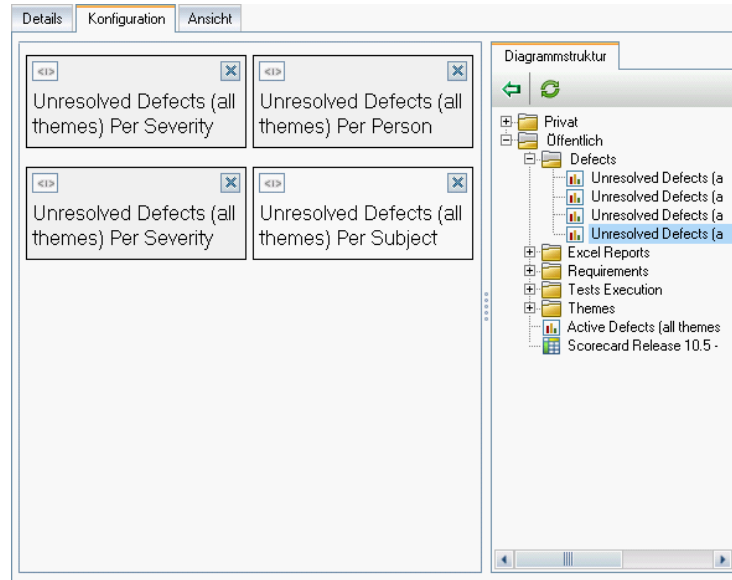 Details Konfiguration Ansicht
Unresolved Defects (all
themes) Per Severity
Unresolved Defects (all
themes) Per Person
Unresolved Defects (all
themes) Per Severity
Unresolved Defects (all
themes) Per Subject
Diagrammstruktur
Privat
Öffentlich
Defects
Unresolved Defects (a
Unresolved Defects (a
Unresolved Defects (a
Unresolved Defects (a
Excel Reports
Requirements
Tests Execution
Themes
Active Defects (all themes
Scorecard Release 10.5 -